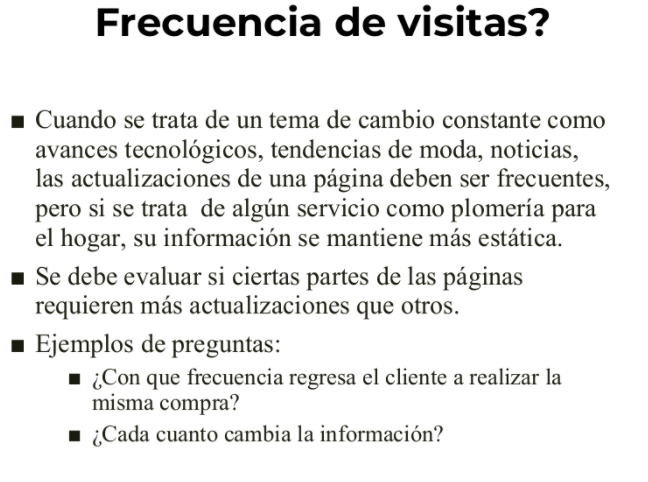 Frecuencia de visitas?
■ Cuando se trata de un tema de cambio constante como
avances tecnológicos, tendencias de moda, noticias,
las actualizaciones de una página deben ser frecuentes,
pero si se trata de algún servicio como plomería para
el hogar, su información se mantiene más estática.
■ Se debe evaluar si ciertas partes de las páginas
requieren más actualizaciones que otros.
■ Ejemplos de preguntas:
■ ¿Con que frecuencia regresa el cliente a realizar la
misma compra?
■ ¿Cada cuanto cambia la información?